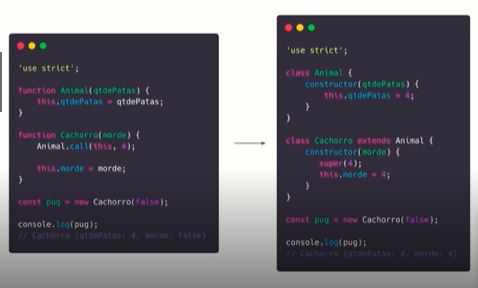 'use strict';
function Animal(qtdePatas) {
this.qtdePatas = qtdePatas;
}
function Cachorro(morde) {
Animal.call(this, 4);
this.morde = morde;
}
const pug = new Cachorro(false);
console.log(pug);
// Cachorro {qtdePatas: 4, morde: false}
'use strict';
class Animal {
constructor(qtdePatas) {
this.qtdePatas = 4;
}
}
class Cachorro extends Animal {
constructor(morde) {
super(4);
this.morde = 4;
}
}
const pug = new Cachorro(false);
console.log(pug);
// Cachorro {qtdePatas: 4, morde: 4}